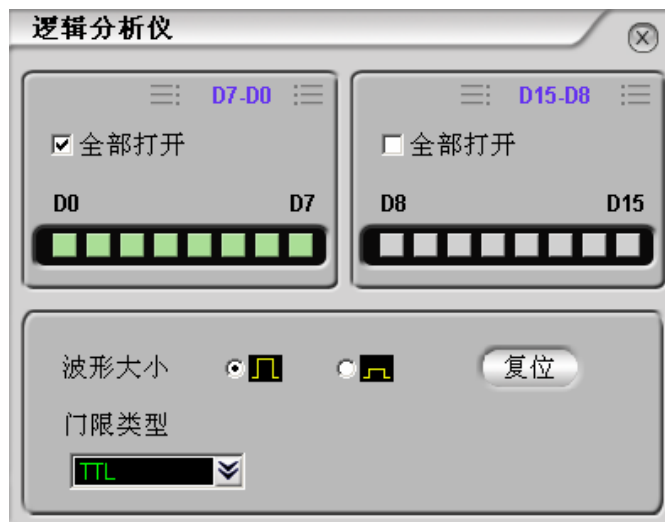 逻辑分析仪
D7-D0
D15-D8
全部打开
全部打开
D0 D7
D8 D15
波形大小
复位
门限类型
TTL